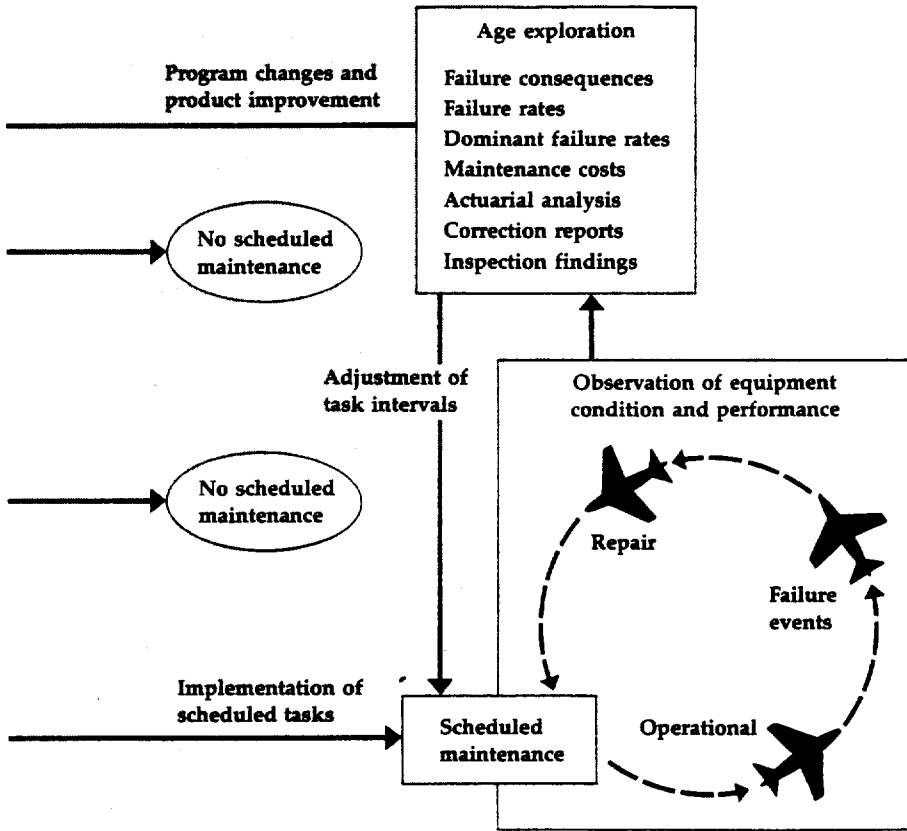 Age exploration
Failure consequences
Failure rates
Dominant failure rates
Maintenance costs
Actuarial analysis
Correction reports
Inspection findings
Program changes and
product improvement
No scheduled
maintenance
Adjustment of
task intervals
Observation of equipment
condition and performance
No scheduled
maintenance
Repair
Failure
events
Implementation of
scheduled tasks
Scheduled
maintenance
Operational